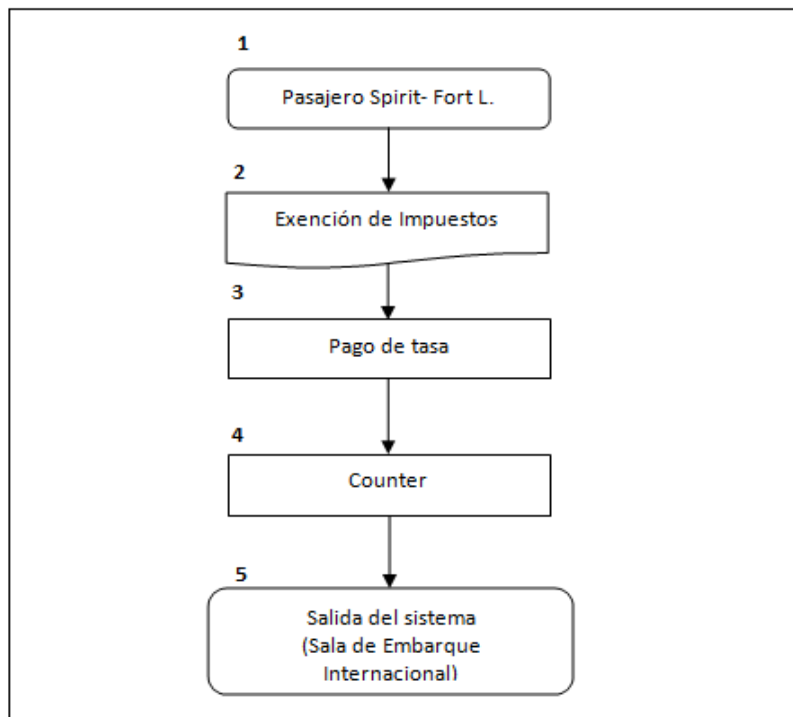 1
Pasajero Spirit- Fort L.
2
Exención de Impuestos
3
Pago de tasa
4
Counter
5
Salida del sistema
(Sala de Embarque
Internacional)